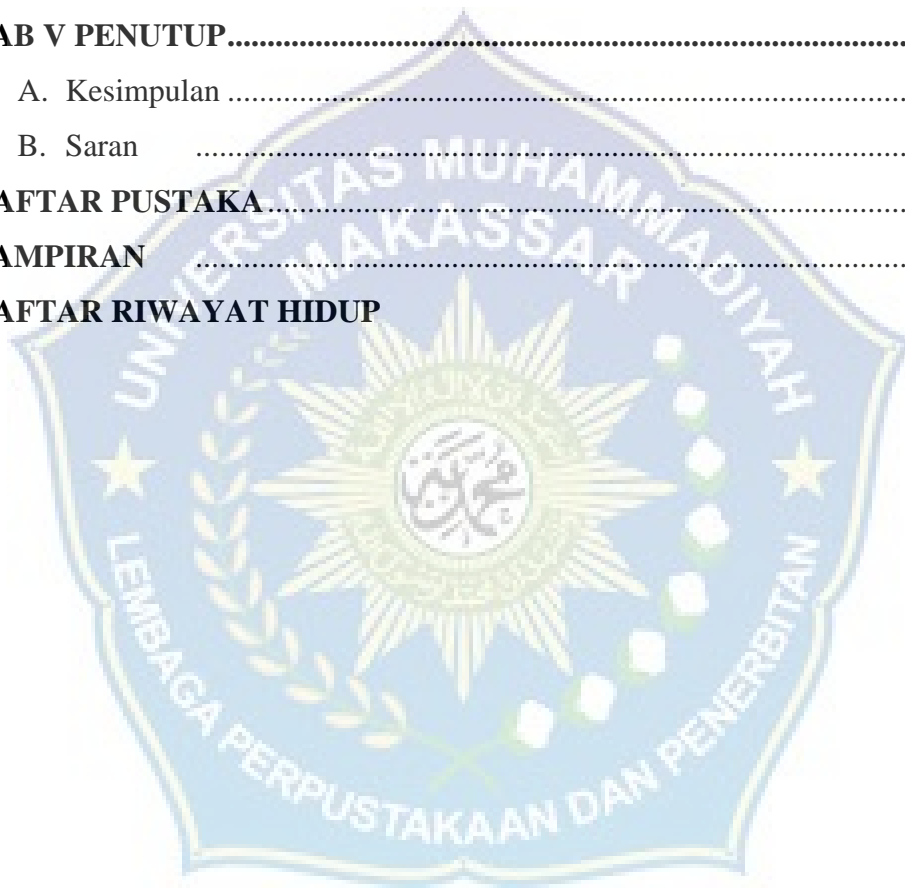 AB V PENUTUP..........................................................................................
A. Kesimpulan ..........................................................................................
B. Saran ..........................................................................................
AFTAR PUSTAKA..........................................................................................
AMPIRAN ..........................................................................................
AFTAR RIWAYAT HIDUP
UNIVERSITAS MUHAMMADIYAH
MAKASSAR
LEMBAGA PERPUSTAKAAN DAN PENERBITAN